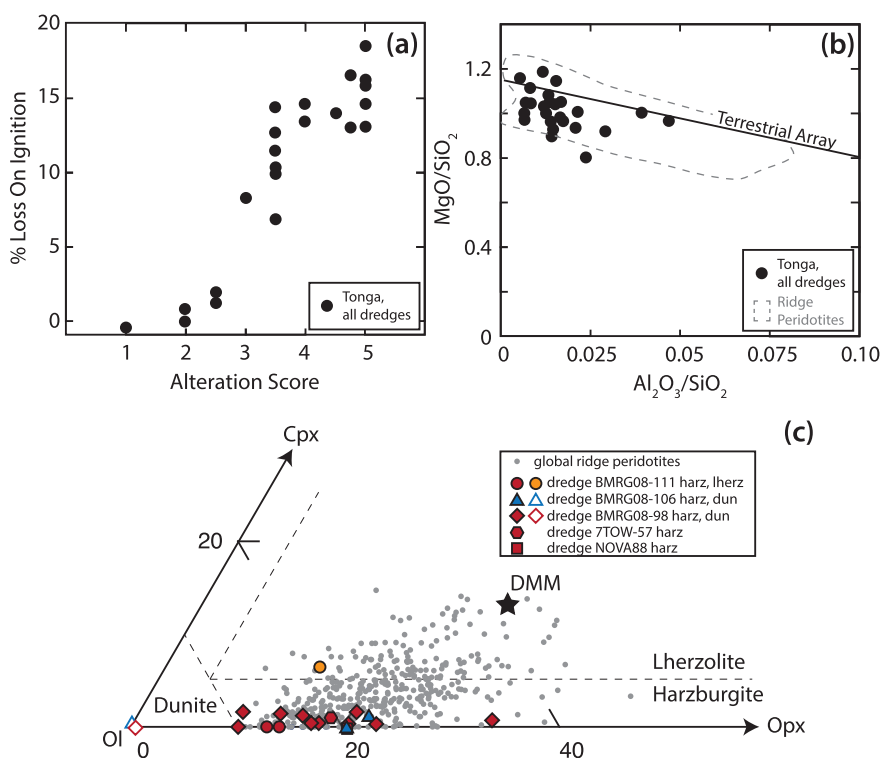 20
15
10
5
0
% Loss On Ignition
(a)
Tonga,
all dredges
1 2 3 4 5
Alteration Score
(b)
1.2
0.8
0.4
0
MgO/SiO2
Terrestrial Array
Tonga,
all dredges
Ridge
Peridotites
0 0.025 0.05 0.075 0.10
Al2O3/SiO2
(c)
Cpx
global ridge peridotites
dredge BMRG08-111 harz, lherz
dredge BMRG08-106 harz, dun
dredge BMRG08-98 harz, dun
dredge 7TOW-57 harz
dredge NOVA88 harz
20
DMM
Lherzolite
Harzburgite
Dunite
Ol
Opx
0 20 40